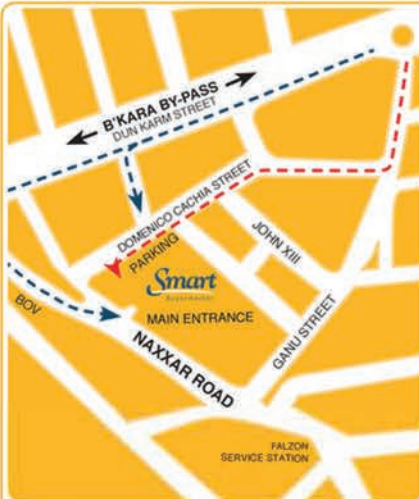 B'KARA BY-PASS
DUN KARM STREET
DOMENICO CACHIA STREET
PARKING
JOHN XIII
Smart
Supermarket
BOV
MAIN ENTRANCE
NAXXAR ROAD
GANU STREET
FALZON
SERVICE STATION